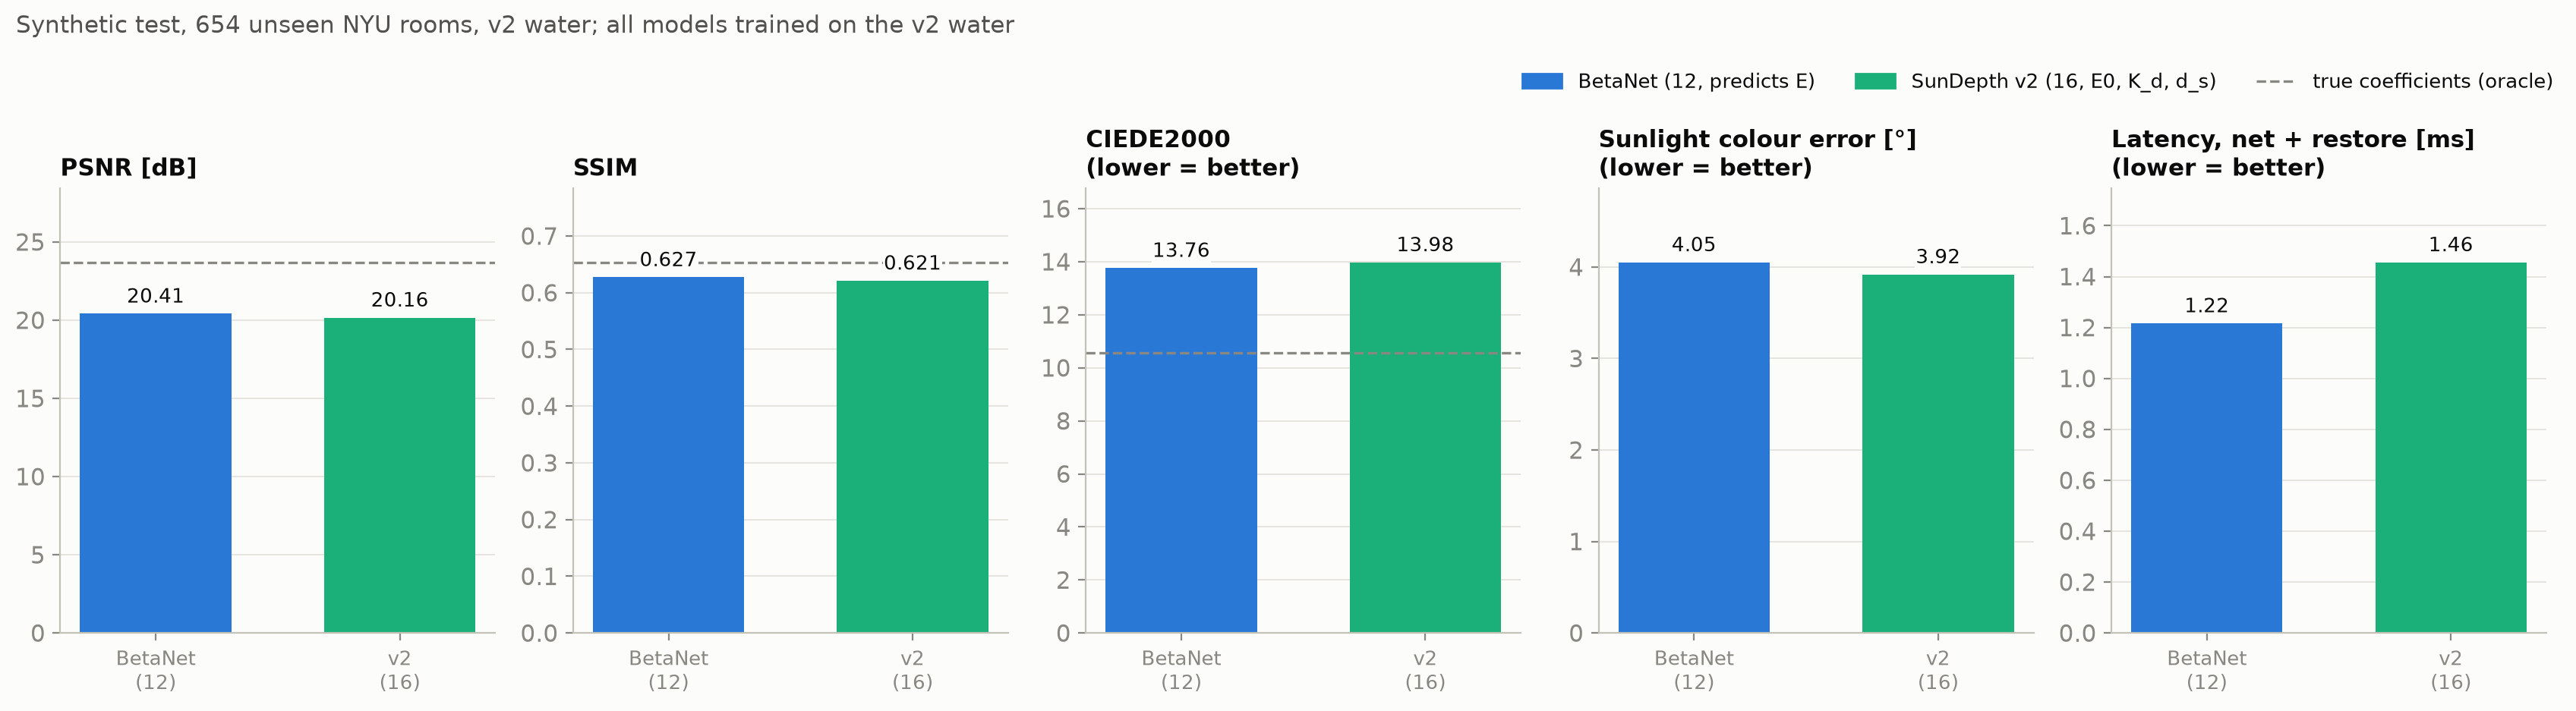 Synthetic test, 654 unseen NYU rooms, v2 water; all models trained on the v2 water
BetaNet (12, predicts E)
SunDepth v2 (16, E0, K_d, d_s)
true coefficients (oracle)
PSNR [dB]
25
20
15
10
5
0
20.41
20.16
BetaNet
(12)
v2
(16)
SSIM
0.7
0.6
0.5
0.4
0.3
0.2
0.1
0.0
0.627
0.621
BetaNet
(12)
v2
(16)
CIEDE2000
(lower = better)
16
14
12
10
8
6
4
2
0
13.76
13.98
BetaNet
(12)
v2
(16)
Sunlight colour error [°]
(lower = better)
4
3
2
1
0
4.05
3.92
BetaNet
(12)
v2
(16)
Latency, net + restore [ms]
(lower = better)
1.6
1.4
1.2
1.0
0.8
0.6
0.4
0.2
0.0
1.22
1.46
BetaNet
(12)
v2
(16)